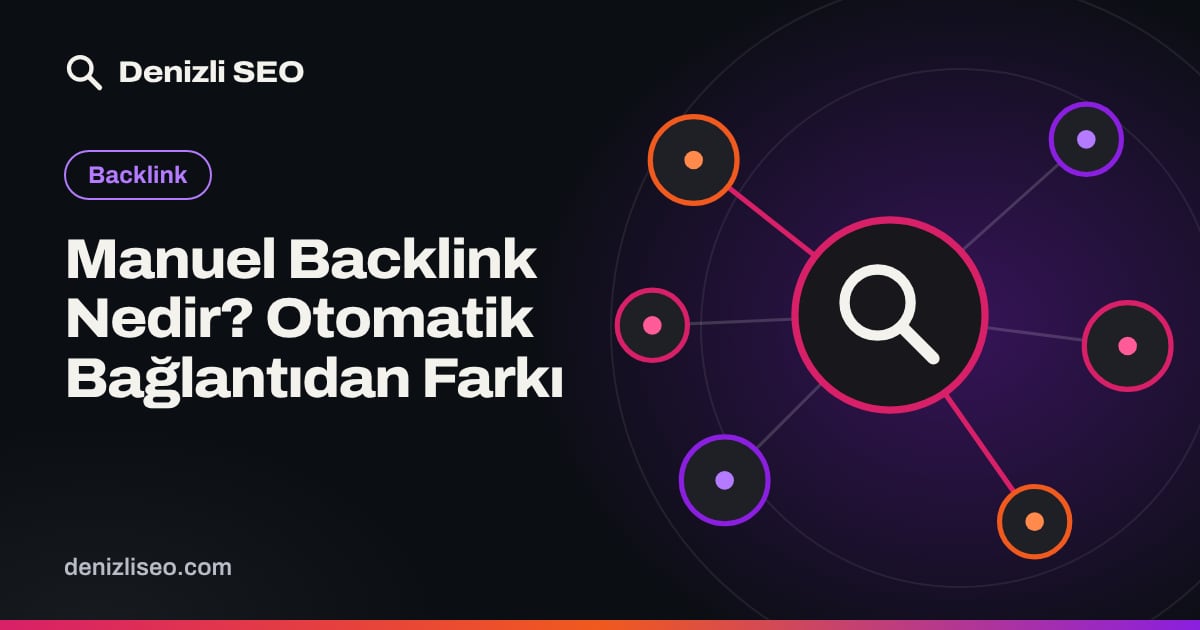 Denizli SEO
Backlink
Manuel Backlink
Nedir? Otomatik
Bağlantıdan Farkı
denizliseo.com